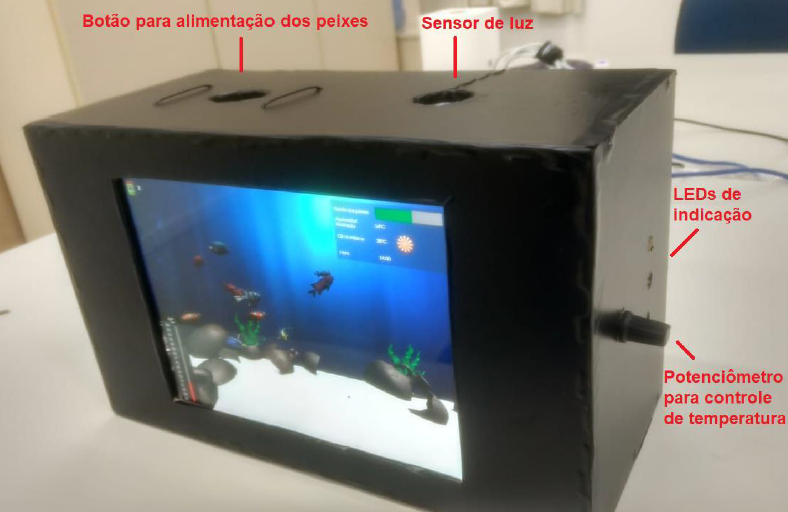 Botão para alimentação dos peixes
Sensor de luz
LEDs de
indicação
Potenciômetro
para controle
de temperatura